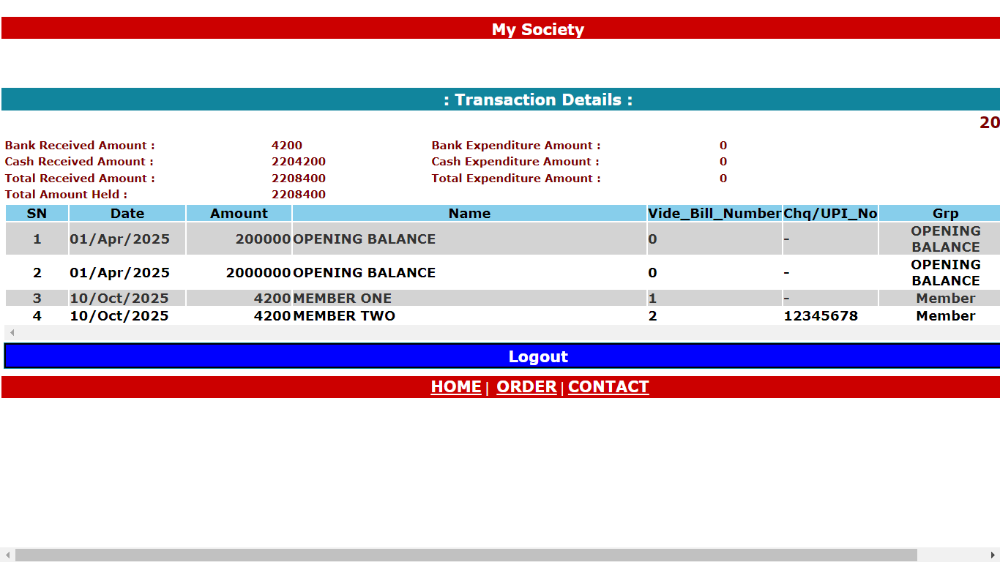 My Society
: Transaction Details :
20
Bank Received Amount : 4200 Bank Expenditure Amount : 0
Cash Received Amount : 2204200 Cash Expenditure Amount : 0
Total Received Amount : 2208400 Total Expenditure Amount : 0
Total Amount Held : 2208400
SN Date Amount Name Vide_Bill_Number Chq/UPI_No Grp
1 01/Apr/2025 200000 OPENING BALANCE 0 - OPENING BALANCE
2 01/Apr/2025 2000000 OPENING BALANCE 0 - OPENING BALANCE
3 10/Oct/2025 4200 MEMBER ONE 1 - Member
4 10/Oct/2025 4200 MEMBER TWO 2 12345678 Member
Logout
HOME | ORDER | CONTACT